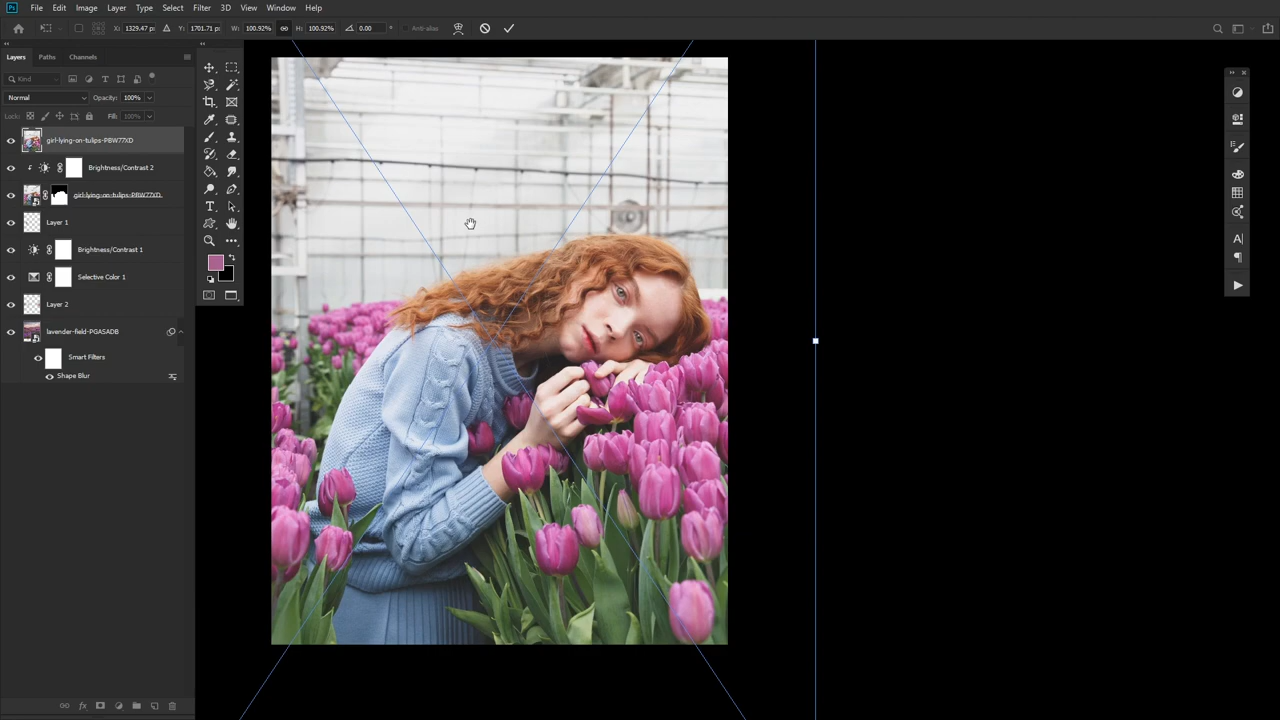 Ps File Edit Image Layer Type Select Filter 3D View Window Help
X: 1329.47 pi Y: 1701.71 pi W: 100.92% H: 100.92% 0.00 ° Anti-alias
Layers Paths Channels
Kind
Normal Opacity: 100%
Lock: Fill: 100%
girl-lying-on-tulips-PBW77XD
Brightness/Contrast 2
girl-lying-on-tulips-PBW77XD
Layer 1
Brightness/Contrast 1
Selective Color 1
Layer 2
lavender-field-PGASADB
Smart Filters
Shape Blur